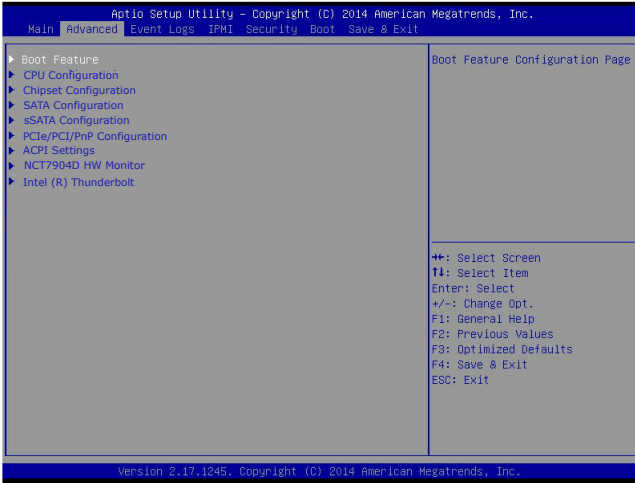 Aptio Setup Utility – Copyright (C) 2014 American Megatrends, Inc.
Main Advanced Event Logs IPMI Security Boot Save & Exit
Boot Feature
CPU Configuration
Chipset Configuration
SATA Configuration
sSATA Configuration
PCIe/PCI/PnP Configuration
ACPI Settings
NCT7904D HW Monitor
Intel (R) Thunderbolt
Boot Feature Configuration Page
→←: Select Screen
↑↓: Select Item
Enter: Select
+/-: Change Opt.
F1: General Help
F2: Previous Values
F3: Optimized Defaults
F4: Save & Exit
ESC: Exit
Version 2.17.1245. Copyright (C) 2014 American Megatrends, Inc.